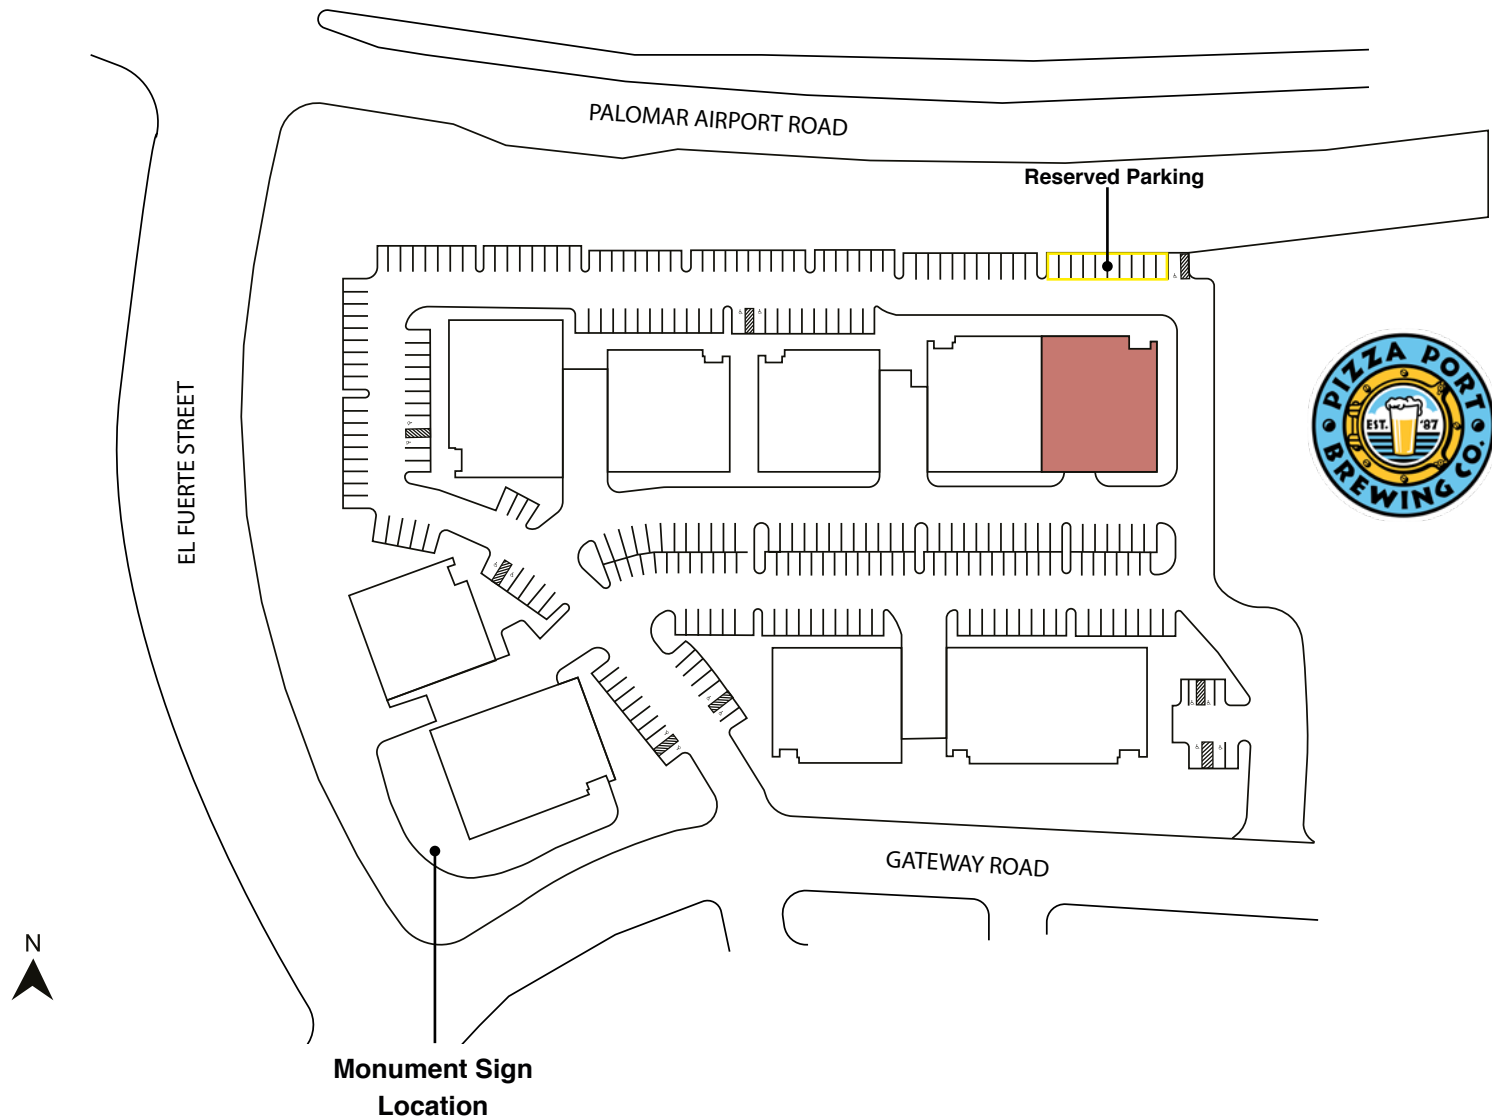 PALOMAR AIRPORT ROAD
Reserved Parking
EL FUERTE STREET
PIZZA PORT
EST. '87
BREWING CO.
GATEWAY ROAD
N
Monument Sign
Location